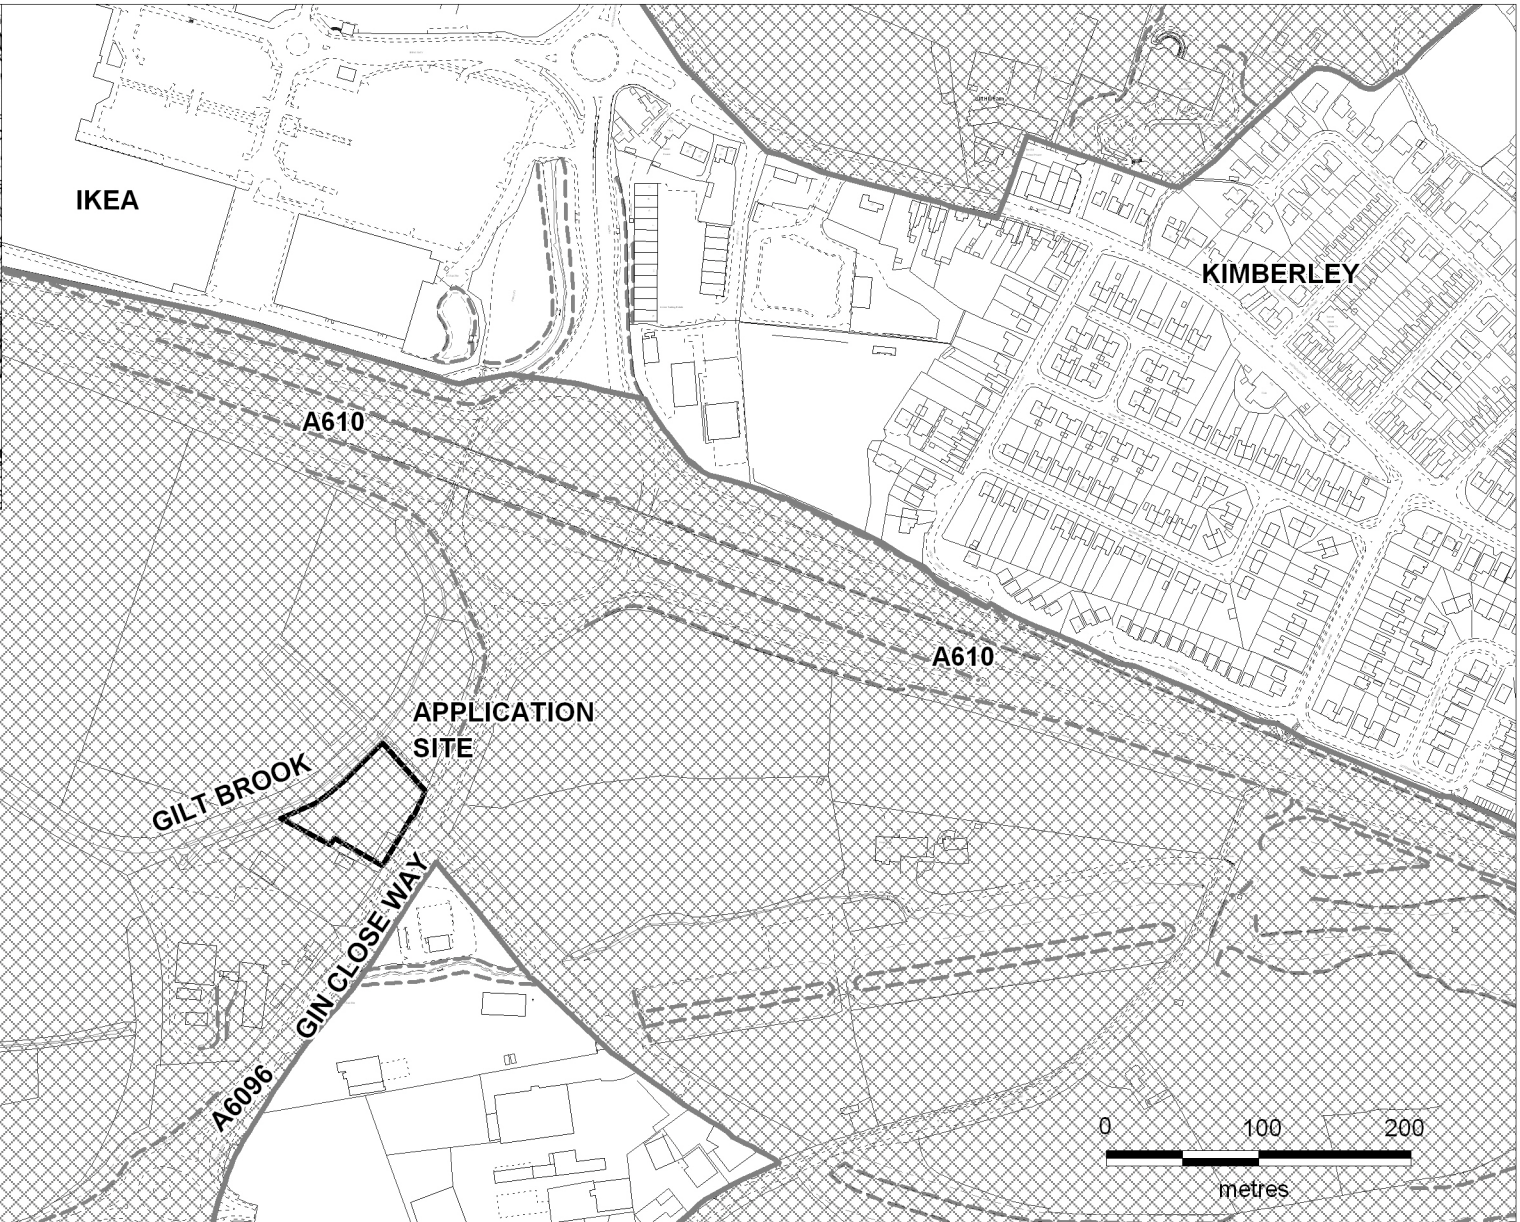 IKEA
KIMBERLEY
A610
A610
APPLICATION
SITE
GILT BROOK
GIN CLOSE WAY
A6096
0 100 200
metres